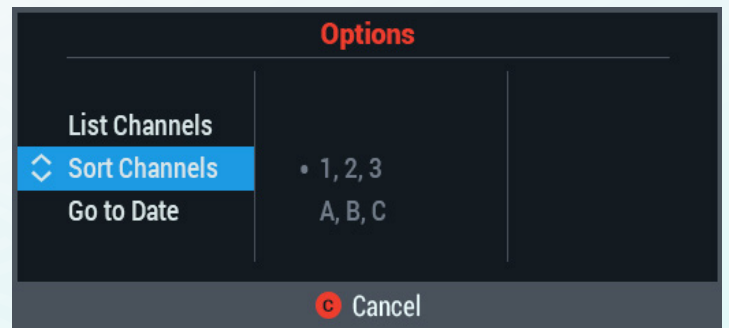 Options
List Channels
Sort Channels
• 1, 2, 3
Go to Date
A, B, C
C Cancel